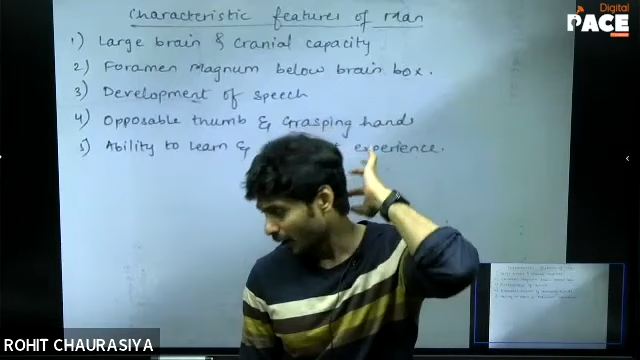 Characteristic features of Man
1) Large brain & Cranial capacity
2) Foramen Magnum below brain box.
3) Development of speech
4) Opposable thumb & Grasping hands
5) Ability to learn & experience.
Digital
PACE
ROHIT CHAURASIYA